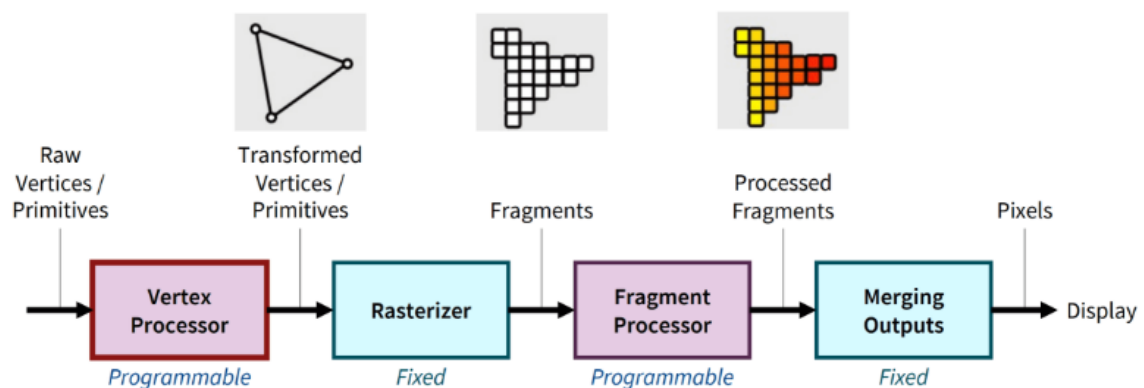 Raw
Vertices /
Primitives
Transformed
Vertices /
Primitives
Fragments
Processed
Fragments
Pixels
Vertex
Processor
Rasterizer
Fragment
Processor
Merging
Outputs
Display
Programmable
Fixed
Programmable
Fixed